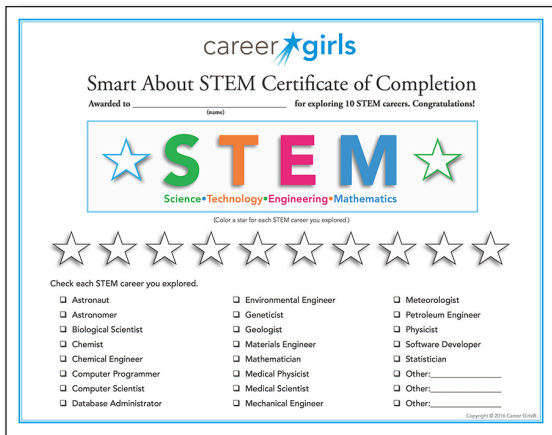 career girls
Smart About STEM Certificate of Completion
Awarded to ______________________ for exploring 10 STEM careers. Congratulations!
(name)
STEM
Science•Technology•Engineering•Mathematics
(Color a star for each STEM career you explored.)
Check each STEM career you explored.
Astronaut
Astronomer
Biological Scientist
Chemist
Chemical Engineer
Computer Programmer
Computer Scientist
Database Administrator
Environmental Engineer
Geneticist
Geologist
Materials Engineer
Mathematician
Medical Physicist
Medical Scientist
Mechanical Engineer
Meteorologist
Petroleum Engineer
Physicist
Software Developer
Statistician
Other:______________
Other:______________
Other:______________
Copyright © 2016 Career Girls®